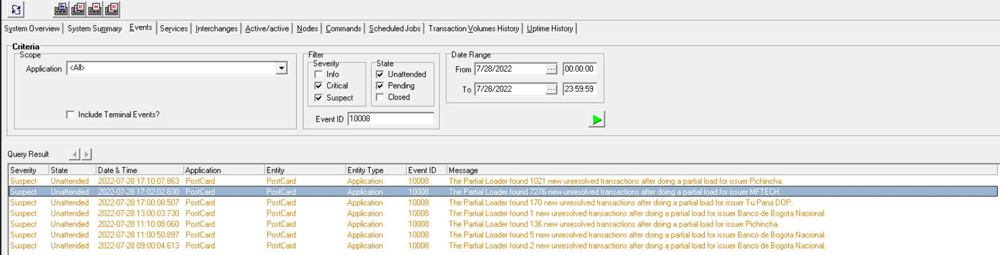 System Overview System Summary Events Services Interchanges Active/active Nodes Commands Scheduled Jobs Transaction Volumes History Uptime History
Criteria
Scope
Application <All>
Include Terminal Events?
Filter
Severity
Info
Critical
Suspect
State
Unattended
Pending
Closed
Event ID 10008
Date Range
From 7/28/2022 ... 00:00:00
To 7/28/2022 ... 23:59:59
Query Result
Severity State Date & Time Application Entity Entity Type Event ID Message
Suspect Unattended 2022-07-28 17:10:07.863 PostCard PostCard Application 10008 The Partial Loader found 1021 new unresolved transactions after doing a partial load for issuer Pichincha.
Suspect Unattended 2022-07-28 17:02:02.830 PostCard PostCard Application 10008 The Partial Loader found 7276 new unresolved transactions after doing a partial load for issuer MFTECH.
Suspect Unattended 2022-07-28 17:00:08.507 PostCard PostCard Application 10008 The Partial Loader found 170 new unresolved transactions after doing a partial load for issuer Tu Pana DOP.
Suspect Unattended 2022-07-28 13:00:03.730 PostCard PostCard Application 10008 The Partial Loader found 1 new unresolved transactions after doing a partial load for issuer Banco de Bogota Nacional.
Suspect Unattended 2022-07-28 11:10:08.060 PostCard PostCard Application 10008 The Partial Loader found 136 new unresolved transactions after doing a partial load for issuer Pichincha.
Suspect Unattended 2022-07-28 11:00:50.897 PostCard PostCard Application 10008 The Partial Loader found 5 new unresolved transactions after doing a partial load for issuer Banco de Bogota Nacional.
Suspect Unattended 2022-07-28 09:00:04.613 PostCard PostCard Application 10008 The Partial Loader found 2 new unresolved transactions after doing a partial load for issuer Banco de Bogota Nacional.